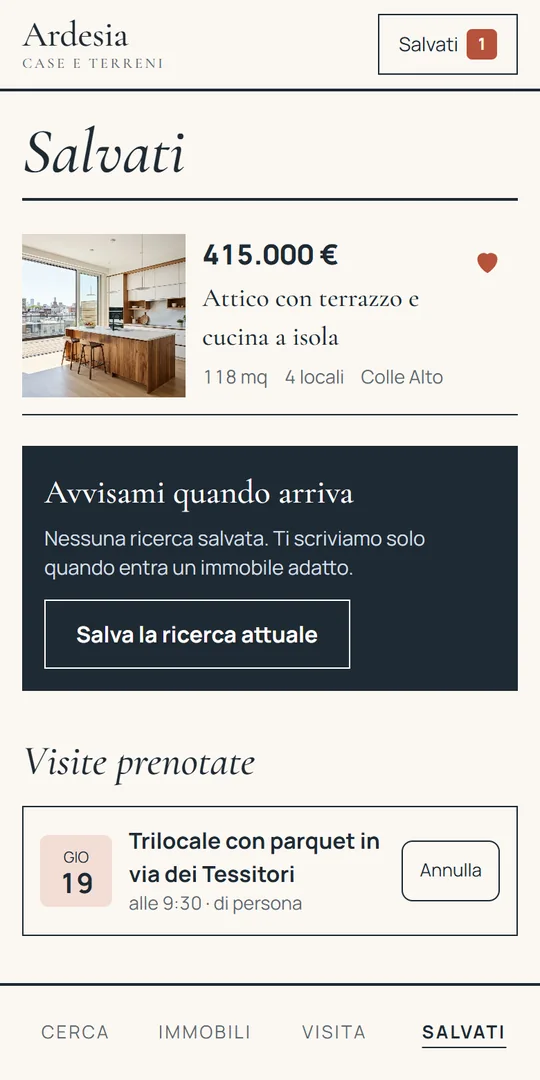 Ardesia
CASE E TERRENI
Salvati 1
Salvati
415.000 €
Attico con terrazzo e
cucina a isola
118 mq 4 locali Colle Alto
Avvisami quando arriva
Nessuna ricerca salvata. Ti scriviamo solo
quando entra un immobile adatto.
Salva la ricerca attuale
Visite prenotate
GIO
19
Trilocale con parquet in
via dei Tessitori
alle 9:30 · di persona
Annulla
CERCA IMMOBILI VISITA SALVATI